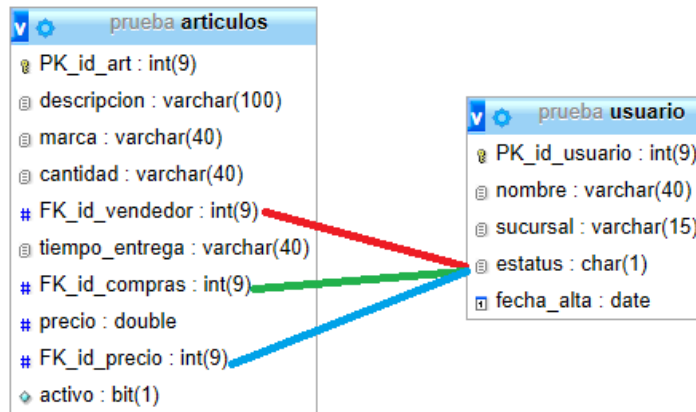 prueba articulos
PK_id_art : int(9)
descripcion : varchar(100)
marca : varchar(40)
cantidad : varchar(40)
FK_id_vendedor : int(9)
tiempo_entrega : varchar(40)
FK_id_compras : int(9)
precio : double
FK_id_precio : int(9)
activo : bit(1)
prueba usuario
PK_id_usuario : int(9)
nombre : varchar(40)
sucursal : varchar(15)
estatus : char(1)
fecha_alta : date